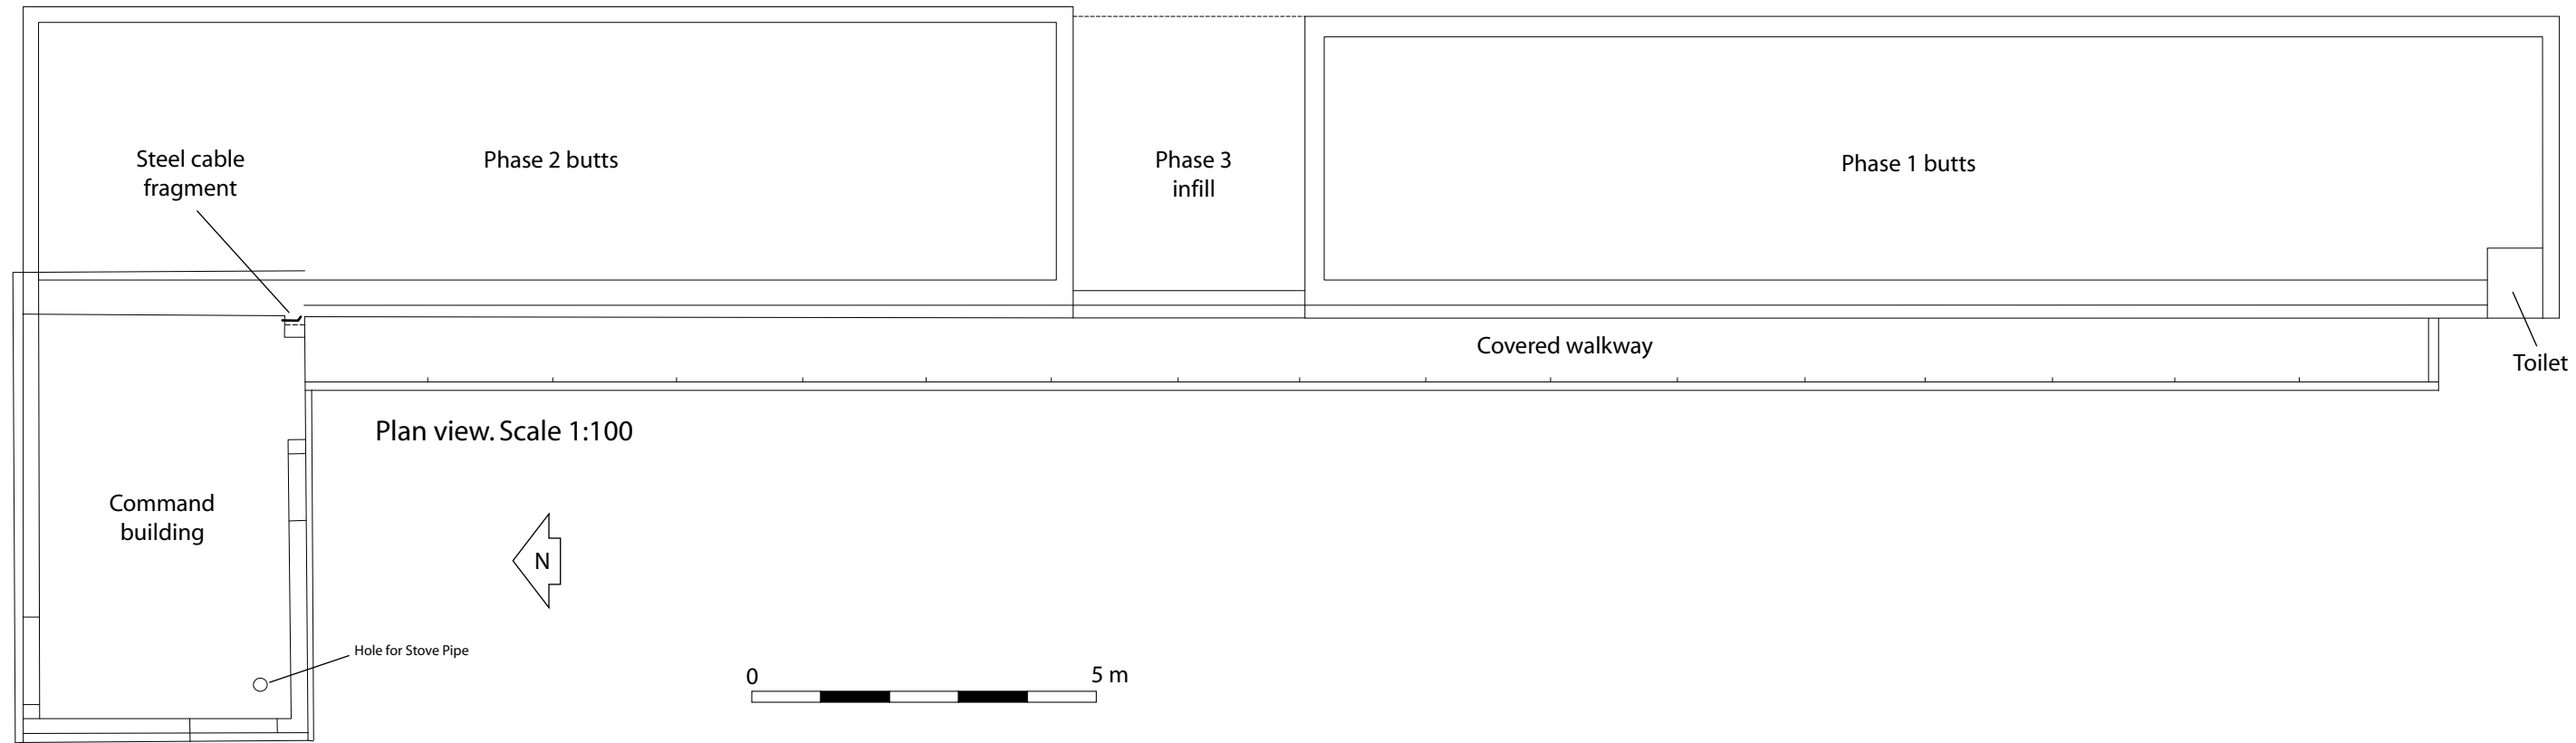 Steel cable
fragment
Phase 2 butts
Phase 3
infill
Phase 1 butts
Covered walkway
Toilet
Plan view. Scale 1:100
Command
building
N
Hole for Stove Pipe
0
5 m